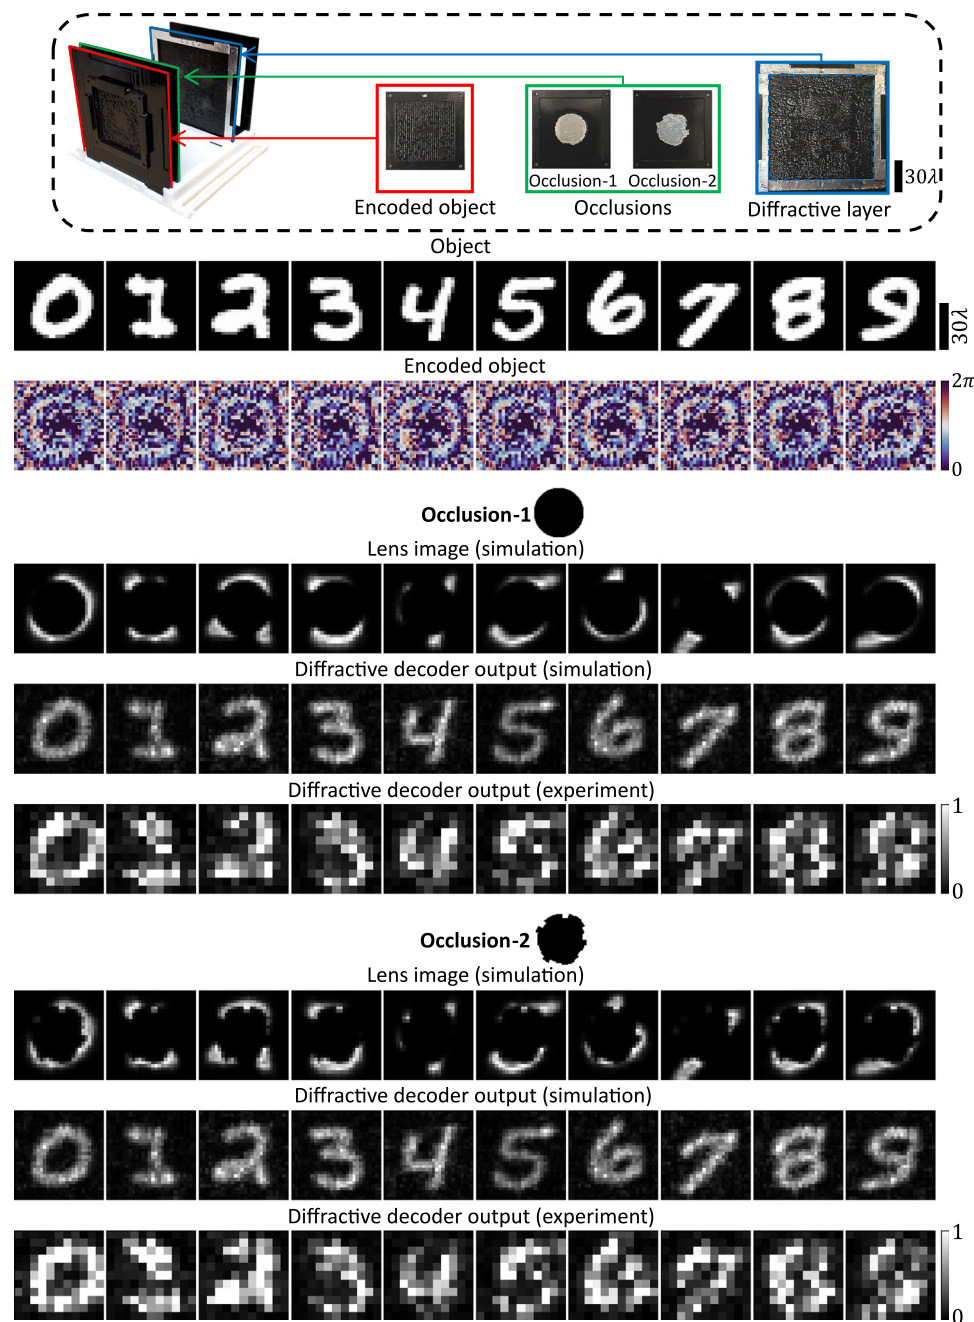 Occlusion-1 Occlusion-2
30λ
Encoded object Occlusions Diffractive layer
Object
30λ
Encoded object
2π
0
Occlusion-1
Lens image (simulation)
Diffractive decoder output (simulation)
Diffractive decoder output (experiment)
1
0
Occlusion-2
Lens image (simulation)
Diffractive decoder output (simulation)
Diffractive decoder output (experiment)
1
0